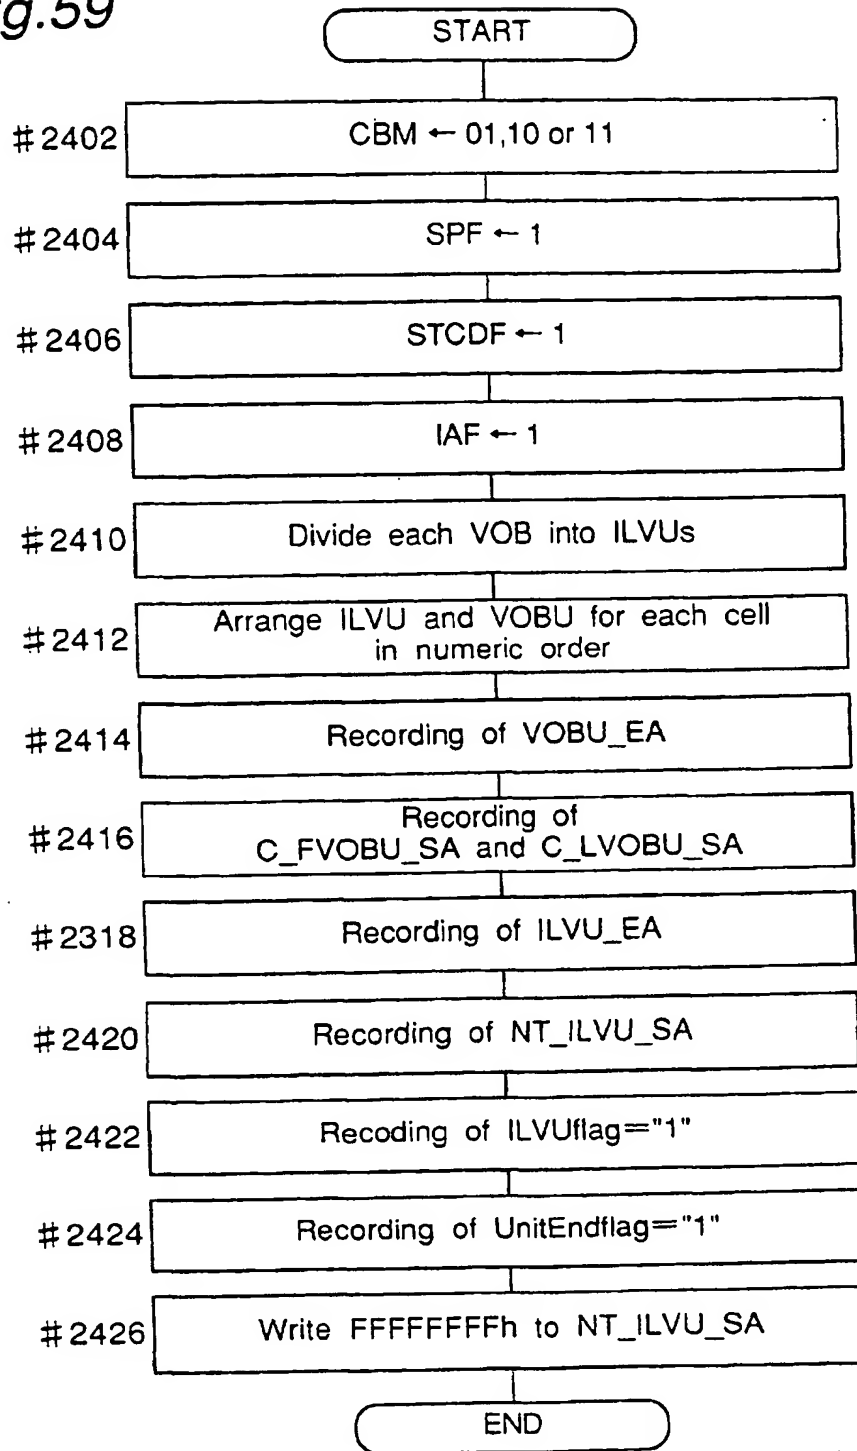 g.59
START
#2402 CBM ← 01,10 or 11
#2404 SPF ← 1
#2406 STCDF ← 1
#2408 IAF ← 1
#2410 Divide each VOB into ILVUs
#2412 Arrange ILVU and VOBU for each cell
in numeric order
#2414 Recording of VOBU_EA
#2416 Recording of
C_FVOBU_SA and C_LVOBU_SA
#2318 Recording of ILVU_EA
#2420 Recording of NT_ILVU_SA
#2422 Recoding of ILVUflag="1"
#2424 Recording of UnitEndflag="1"
#2426 Write FFFFFFFFh to NT_ILVU_SA
END